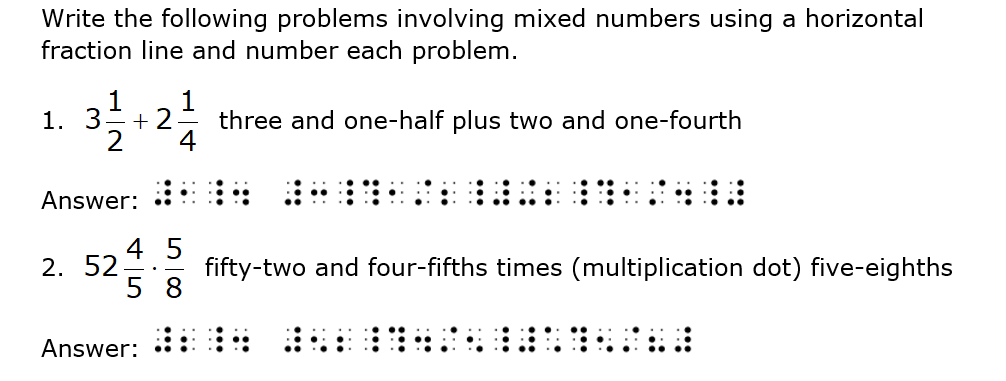 Write the following problems involving mixed numbers using a horizontal
fraction line and number each problem.
1. 3 1/2 + 2 1/4 three and one-half plus two and one-fourth
Answer: ⠼⠂⠸⠲ ⠼⠒⠸⠹⠂⠌⠆⠸⠼⠬⠆⠸⠹⠂⠌⠲⠸⠼
2. 52 4/5 · 5/8 fifty-two and four-fifths times (multiplication dot) five-eighths
Answer: ⠼⠆⠸⠲ ⠼⠢⠆⠸⠹⠲⠌⠢⠸⠼⠡⠹⠢⠌⠦⠼